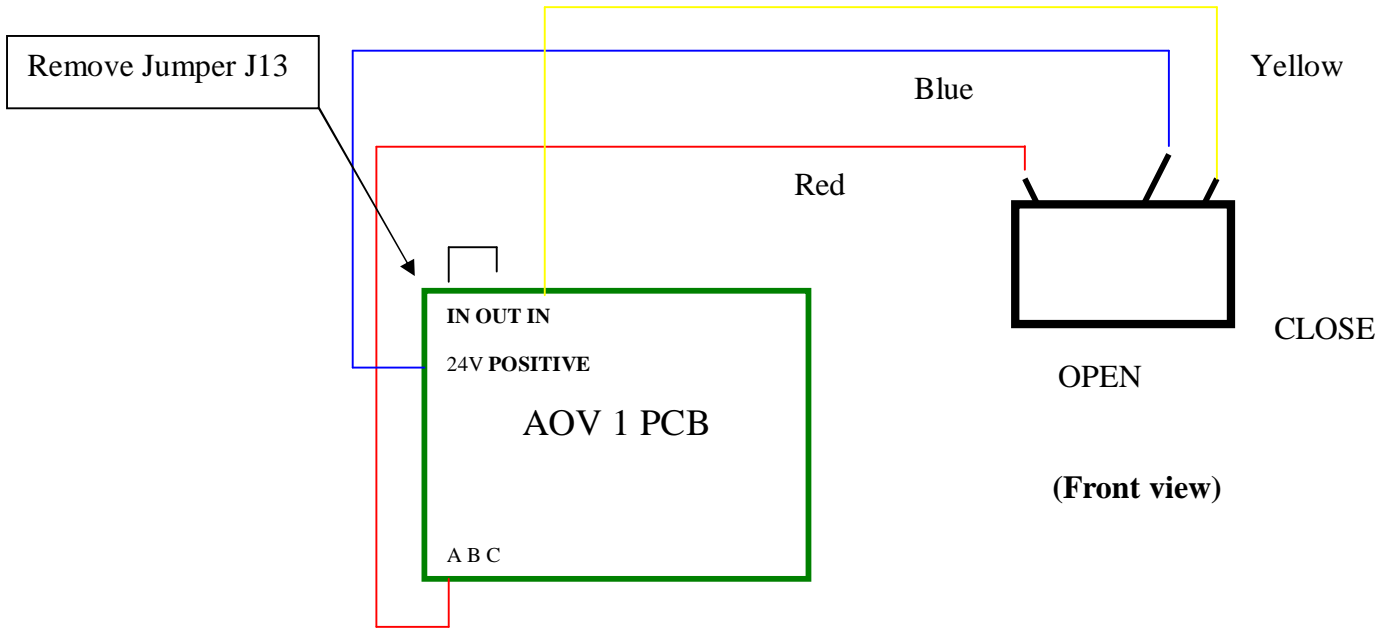 Remove Jumper J13
Yellow
Blue
Red
IN OUT IN
24V POSITIVE
AOV 1 PCB
A B C
CLOSE
OPEN
(Front view)